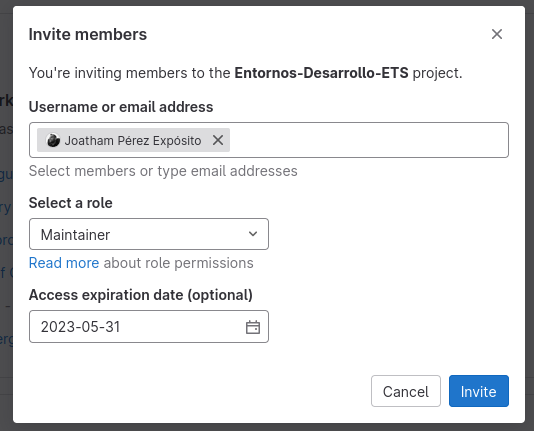 Invite members
You're inviting members to the Entornos-Desarrollo-ETS project.
Username or email address
Joatham Pérez Expósito
Select members or type email addresses
Select a role
Maintainer
Read more about role permissions
Access expiration date (optional)
2023-05-31
Cancel Invite